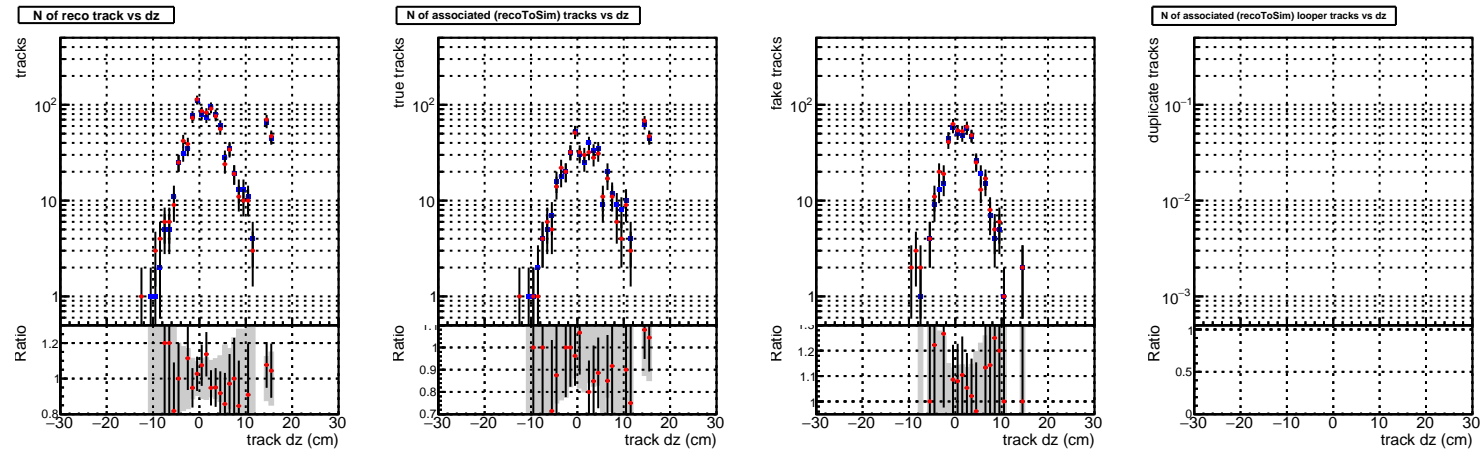 N of reco track vs dz
tracks
10²
10
1
Ratio
1.2
1
0.8
−30 −20 −10 0 10 20 30
track dz (cm)
N of associated (recoToSim) tracks vs dz
true tracks
10²
10
1
Ratio
1
0.9
0.8
0.7
−30 −20 −10 0 10 20 30
track dz (cm)
fake tracks
10²
10
1
Ratio
1.2
1.1
1
−30 −20 −10 0 10 20 30
track dz (cm)
N of associated (recoToSim) looper tracks vs dz
duplicate tracks
10⁻¹
10⁻²
10⁻³
Ratio
1
0.5
0
−30 −20 −10 0 10 20 30
track dz (cm)